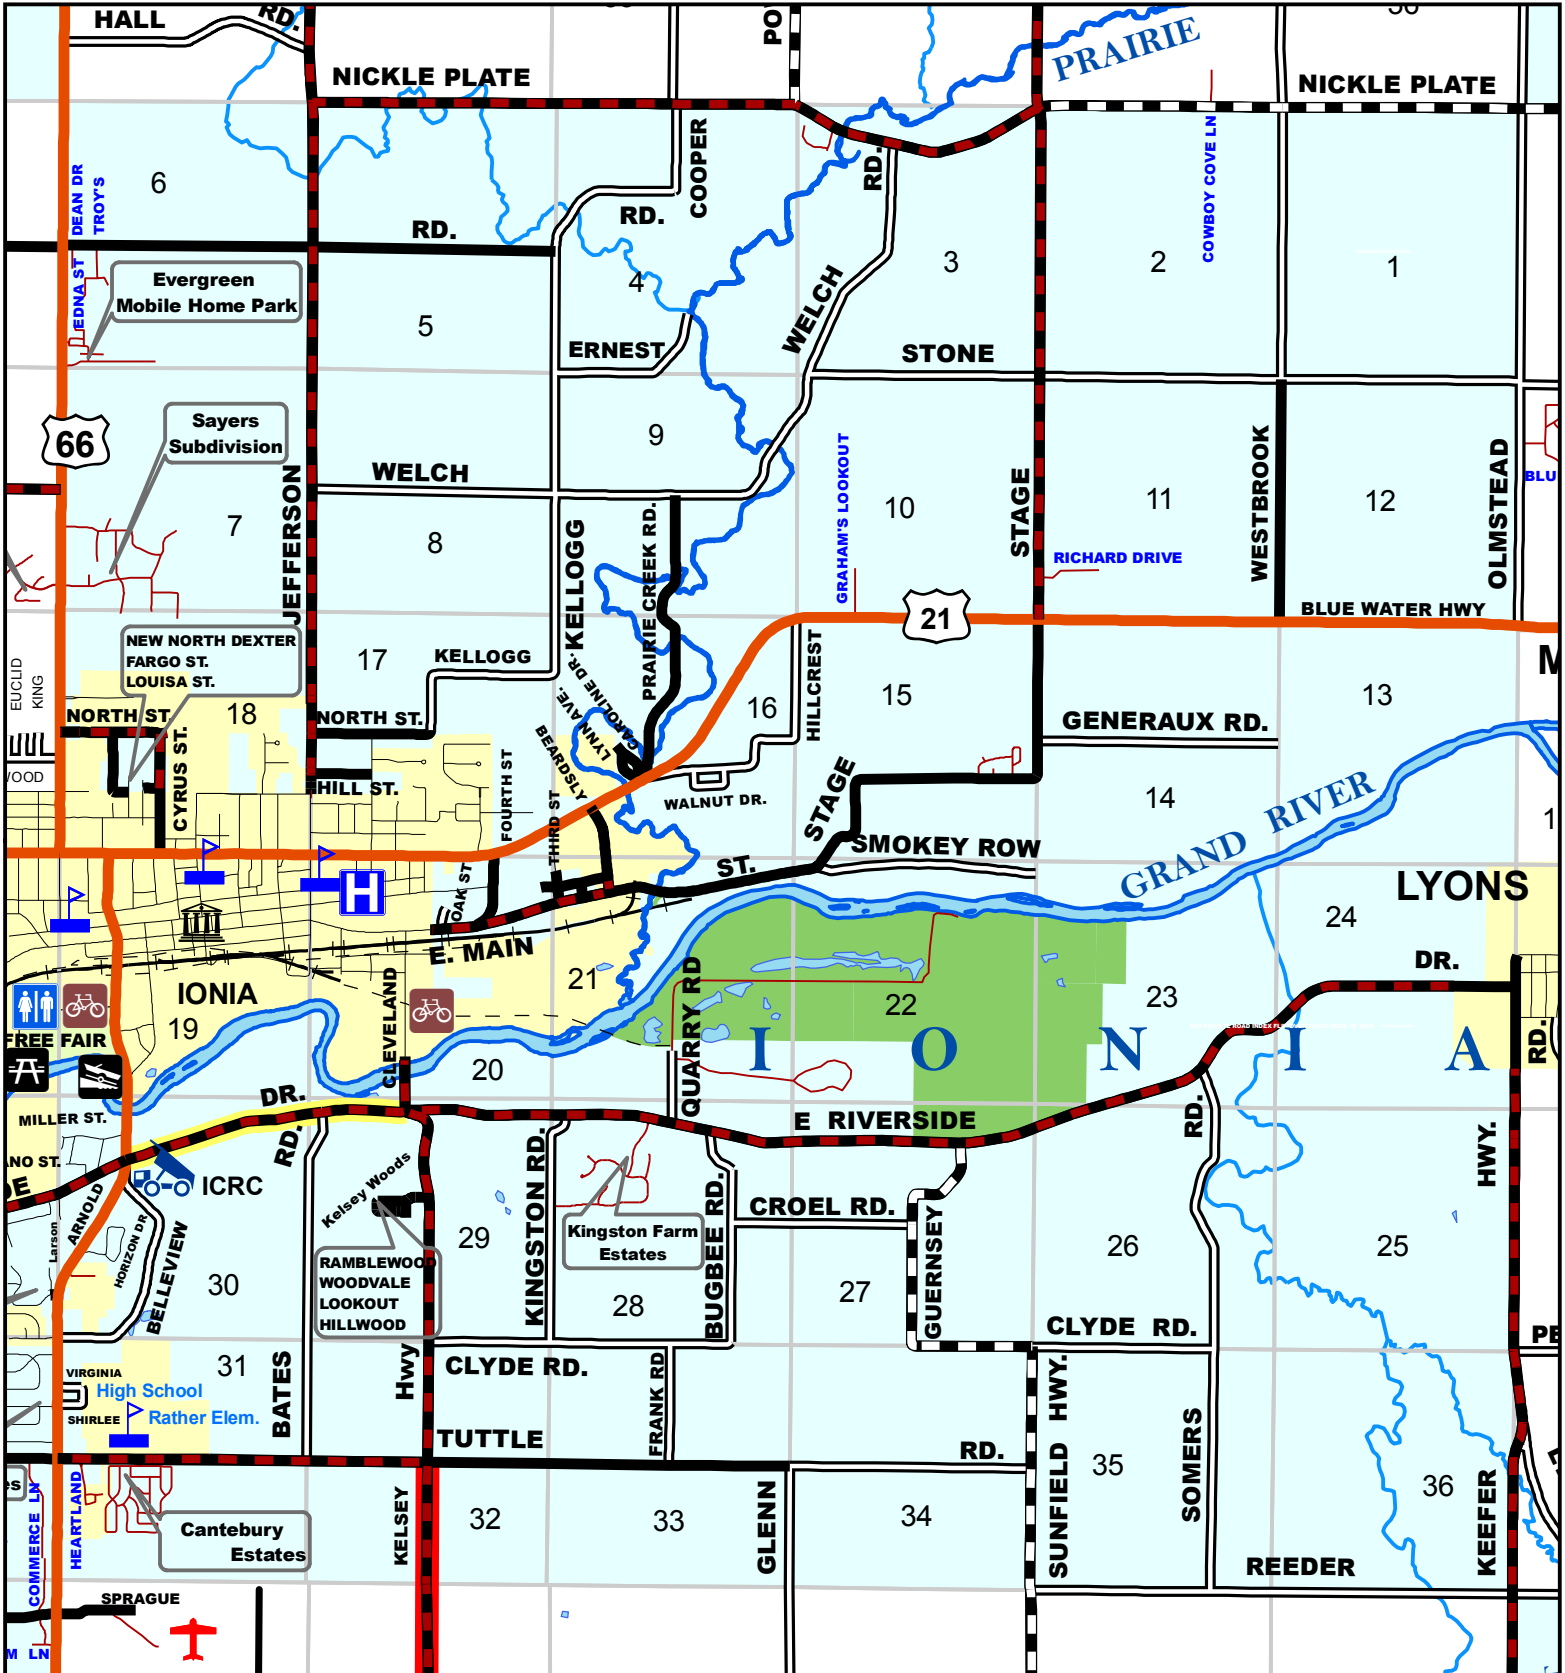 HALL
RD.
PRAIRIE
NICKLE PLATE
NICKLE PLATE
DEAN DR
TROY'S
6
COOPER
RD.
RD.
RD.
COWBOY COVE LN
EDNA ST
Evergreen
Mobile Home Park
5
4
3
2
1
ERNEST
WELCH
STONE
66
Sayers
Subdivision
9
WELCH
JEFFERSON
7
8
KELLOGG
PRAIRIE CREEK RD.
GRAHAM'S LOOKOUT
10
STAGE
11
RICHARD DRIVE
WESTBROOK
12
OLMSTEAD
21
BLUE WATER HWY
NEW NORTH DEXTER
FARGO ST.
LOUISA ST.
EUCLID
KING
17
KELLOGG
CAROLINE DR.
LYNN AVE.
BEARDSLY
16
HILLCREST
15
13
NORTH ST.
18
NORTH ST.
GENERAUX RD.
CYRUS ST.
HILL ST.
FOURTH ST
THIRD ST
WALNUT DR.
STAGE
14
GRAND RIVER
ST.
SMOKEY ROW
H
OAK ST
LYONS
24
E. MAIN
DR.
IONIA
19
CLEVELAND
21
QUARRY RD
22
23
FREE FAIR
20
I O N I A
RD.
MILLER ST.
DR.
RD.
E RIVERSIDE
RD.
HWY.
ICRC
ARNOLD
Larson
HORIZON DR
BELLEVIEW
30
Kelsey Woods
RAMBLEWOOD
WOODVALE
LOOKOUT
HILLWOOD
29
KINGSTON RD.
Kingston Farm
Estates
28
BUGBEE RD.
CROEL RD.
27
GUERNSEY
26
25
CLYDE RD.
VIRGINIA
High School
SHIRLEE
Rather Elem.
31
BATES
Hwy
CLYDE RD.
FRANK RD
TUTTLE
RD.
SUNFIELD HWY.
35
SOMERS
36
KEEFER
COMMERCE LN
HEARTLAND
Cantebury
Estates
KELSEY
32
33
GLENN
34
REEDER
SPRAGUE